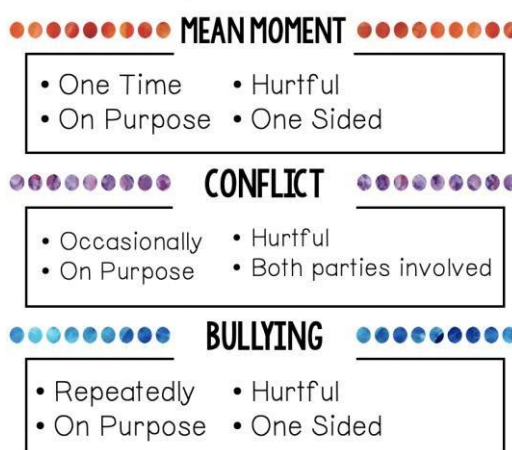 MEAN MOMENT
• One Time • Hurtful
• On Purpose • One Sided
CONFLICT
• Occasionally • Hurtful
• On Purpose • Both parties involved
BULLYING
• Repeatedly • Hurtful
• On Purpose • One Sided